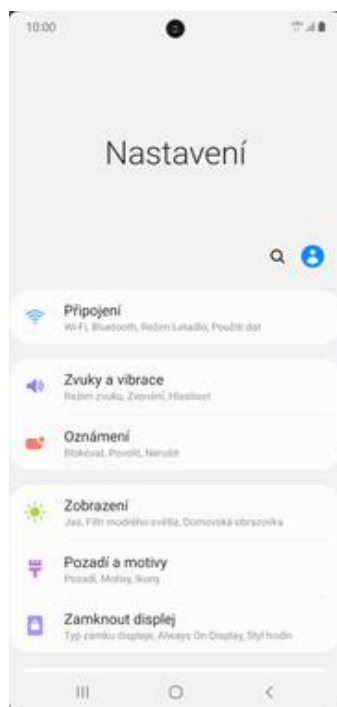 10:00
Nastavení
Připojení
Wi-Fi, Bluetooth, Režim Letadlo, Použití dat
Zvuky a vibrace
Režim zvuku, Zvonění, Hlasitost
Oznámení
Blokovat, Povolit, Nerušit
Zobrazení
Jas, Filtr modrého světla, Domovská obrazovka
Pozadí a motivy
Pozadí, Motivy, Ikony
Zamknout displej
Typ zámku displeje, Always On Display, Styl hodin